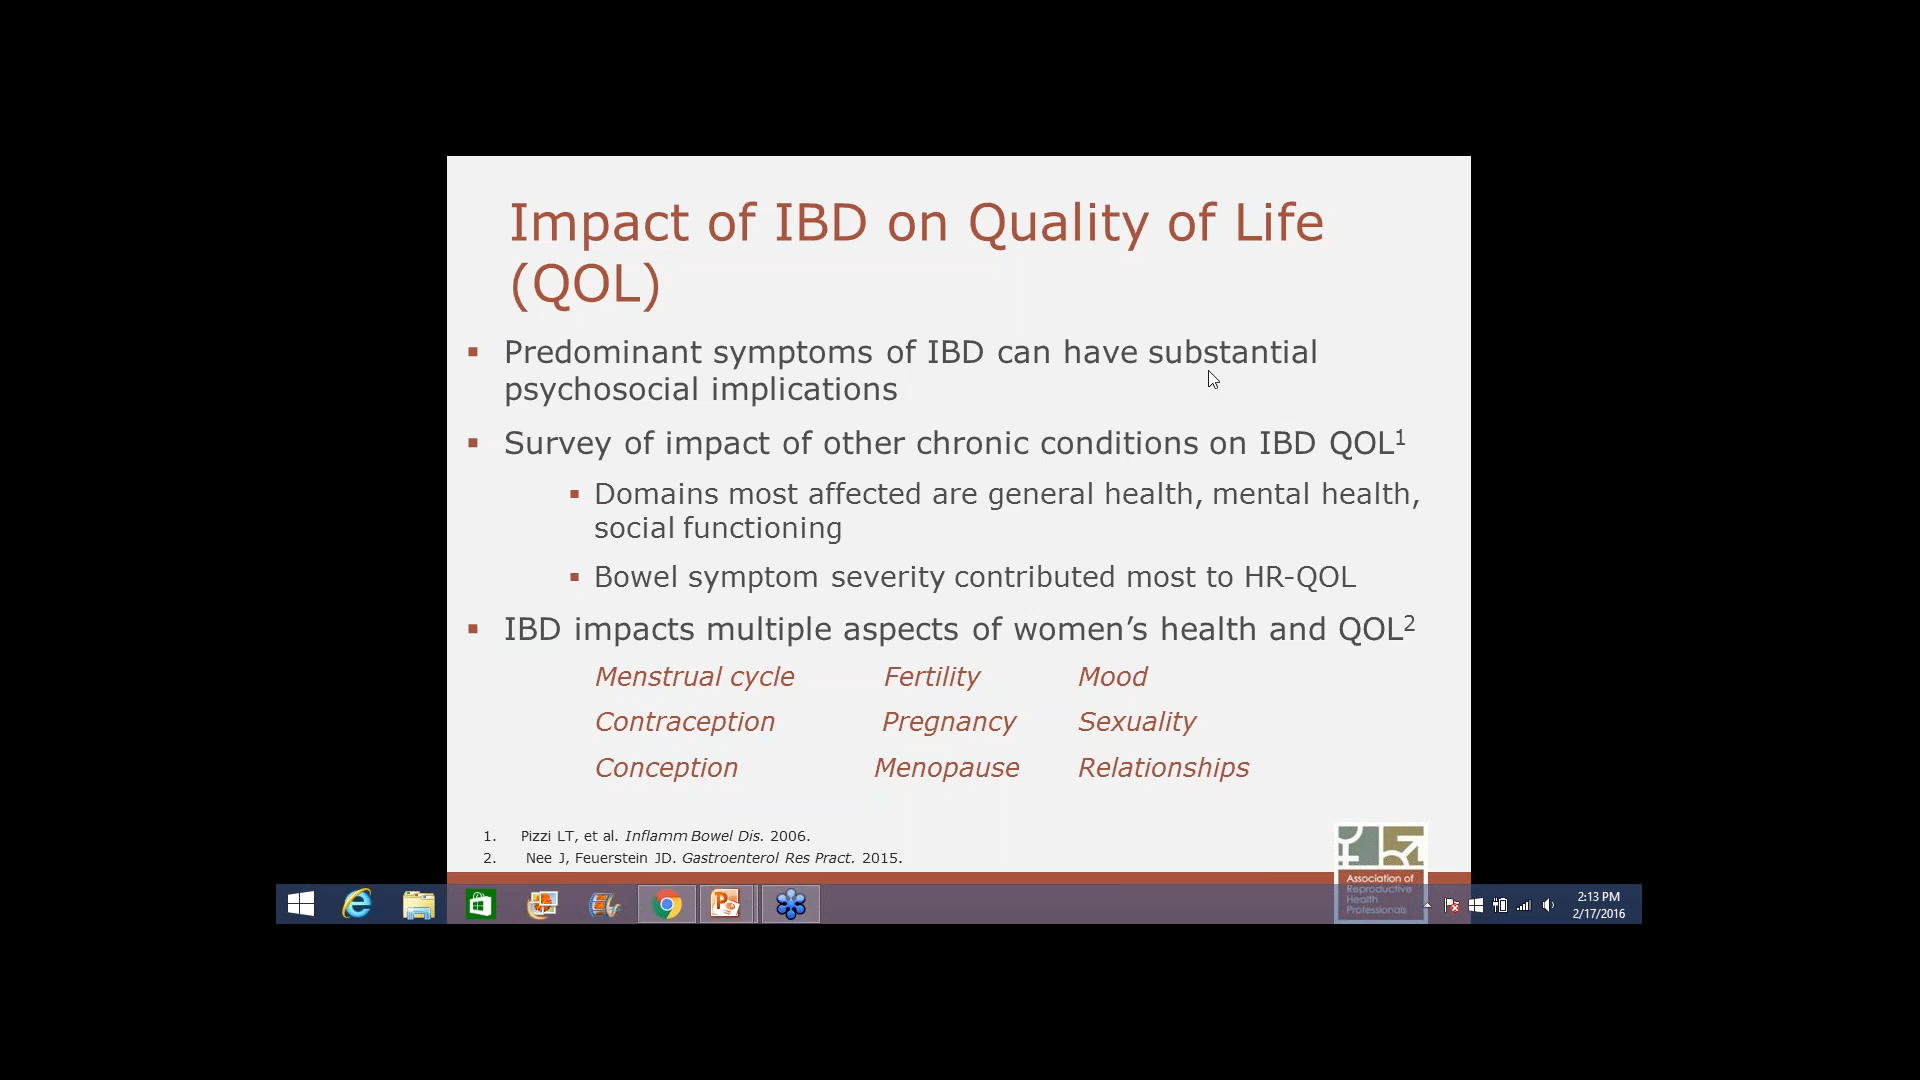 Impact of IBD on Quality of Life
(QOL)
▪ Predominant symptoms of IBD can have substantial
psychosocial implications
▪ Survey of impact of other chronic conditions on IBD QOL¹
▪ Domains most affected are general health, mental health,
social functioning
▪ Bowel symptom severity contributed most to HR-QOL
▪ IBD impacts multiple aspects of women’s health and QOL²
Menstrual cycle Fertility Mood
Contraception Pregnancy Sexuality
Conception Menopause Relationships
1. Pizzi LT, et al. Inflamm Bowel Dis. 2006.
2. Nee J, Feuerstein JD. Gastroenterol Res Pract. 2015.
Association of
Reproductive
Health
Professionals
2:13 PM
2/17/2016